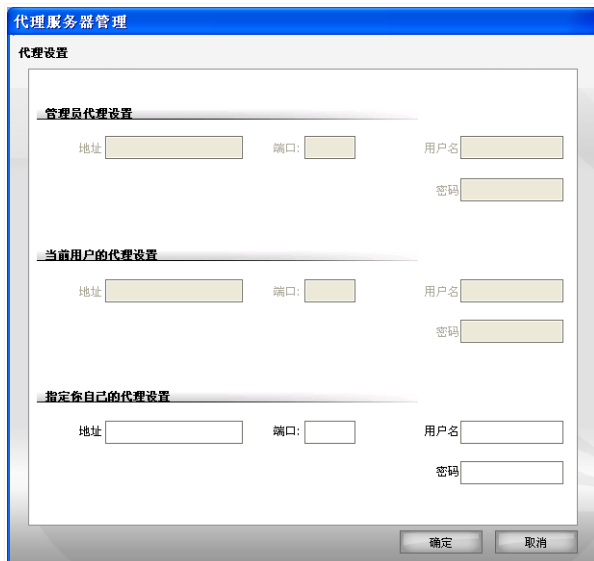 代理服务器管理
代理设置
管理员代理设置
地址 端口: 用户名
密码
当前用户的代理设置
地址 端口: 用户名
密码
指定你自己的代理设置
地址 端口: 用户名
密码
确定 取消